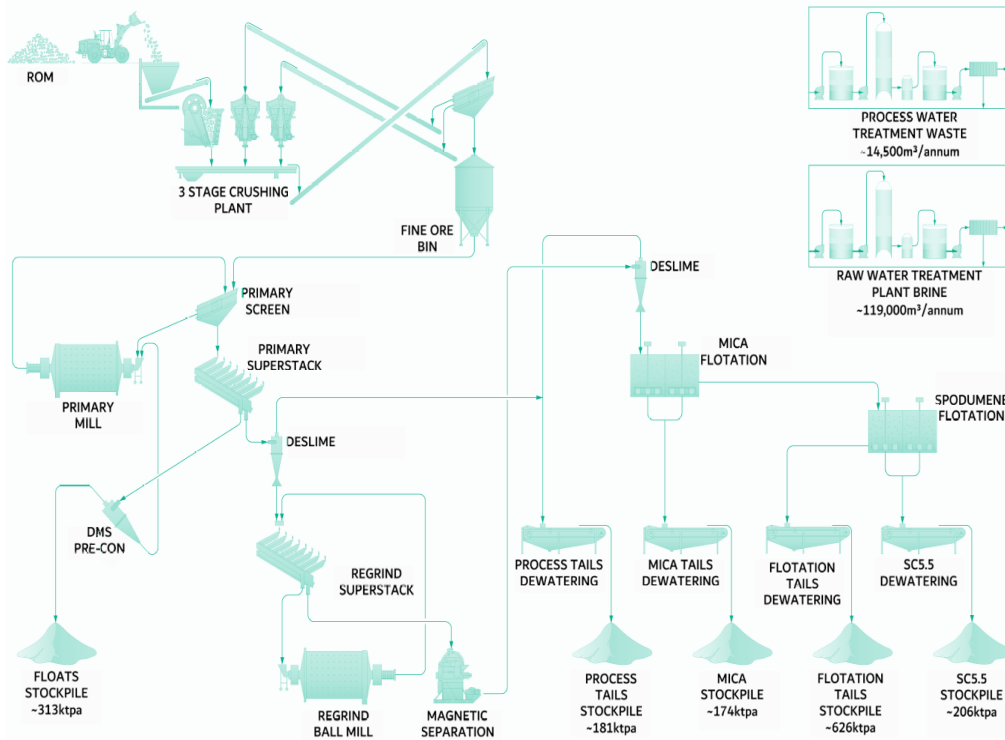 ROM
3 STAGE CRUSHING
PLANT
FINE ORE
BIN
PROCESS WATER
TREATMENT WASTE
~14,500m³/annum
RAW WATER TREATMENT
PLANT BRINE
~119,000m³/annum
PRIMARY
SCREEN
PRIMARY
SUPERSTACK
PRIMARY
MILL
DESLIME
DMS
PRE-CON
REGRIND
SUPERSTACK
FLOATS
STOCKPILE
~313ktpa
REGRIND
BALL MILL
MAGNETIC
SEPARATION
DESLIME
MICA
FLOTATION
SPODUMENE
FLOTATION
PROCESS TAILS
DEWATERING
MICA TAILS
DEWATERING
FLOTATION
TAILS
DEWATERING
SC5.5
DEWATERING
PROCESS
TAILS
STOCKPILE
~181ktpa
MICA
STOCKPILE
~174ktpa
FLOTATION
TAILS
STOCKPILE
~626ktpa
SC5.5
STOCKPILE
~206ktpa